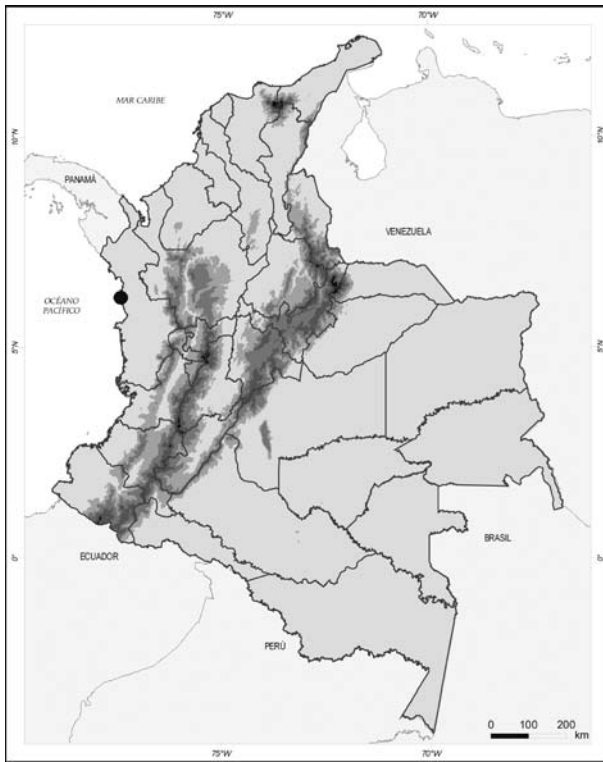 75°W
70°W
MAR CARIBE
10°N
10°N
PANAMÁ
VENEZUELA
OCÉANO
PACÍFICO
5°N
5°N
ECUADOR
BRASIL
0°
0°
PERÚ
0 100 200
km
75°W
70°W